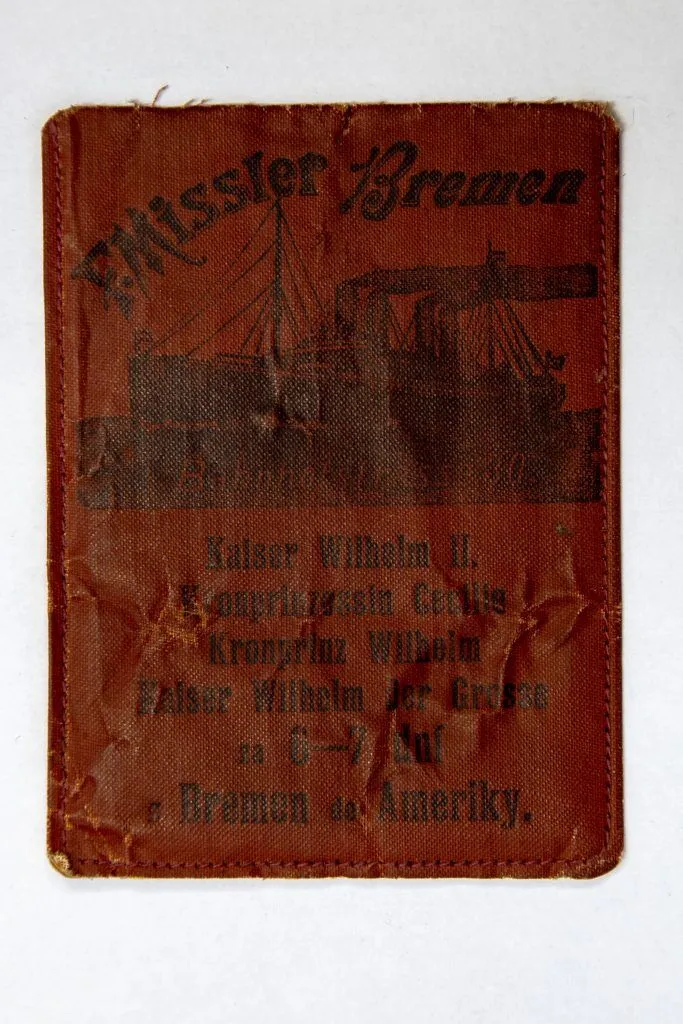 F. Missler Bremen
Kaiser Wilhelm II.
Kronprinzessin Cecilie
Kronprinz Wilhelm
Kaiser Wilhelm der Grosse
za 6—7 dní
z Bremen do Ameriky.